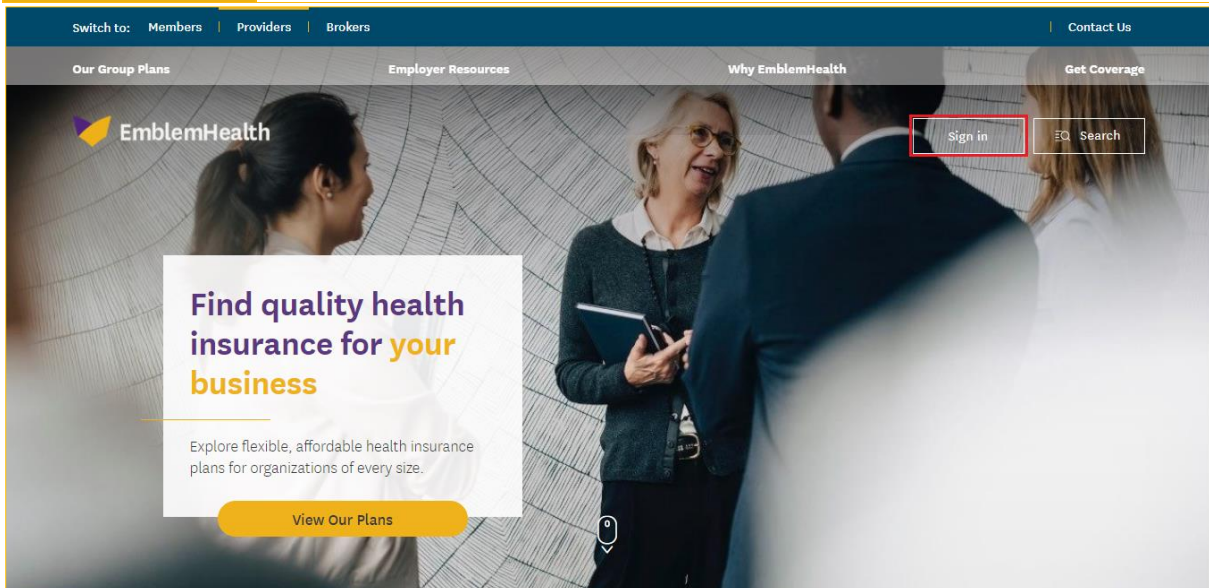 Switch to: Members | Providers | Brokers | Contact Us
Our Group Plans Employer Resources Why EmblemHealth Get Coverage
EmblemHealth
Sign in Search
Find quality health
insurance for your
business
Explore flexible, affordable health insurance
plans for organizations of every size.
View Our Plans